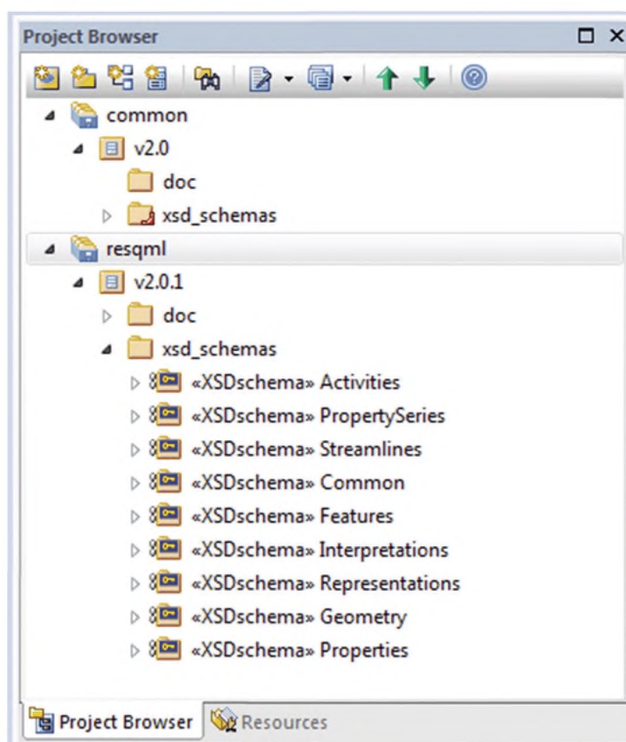 Project Browser
common
v2.0
doc
xsd_schemas
resqml
v2.0.1
doc
xsd_schemas
«XSDschema» Activities
«XSDschema» PropertySeries
«XSDschema» Streamlines
«XSDschema» Common
«XSDschema» Features
«XSDschema» Interpretations
«XSDschema» Representations
«XSDschema» Geometry
«XSDschema» Properties
Project Browser Resources